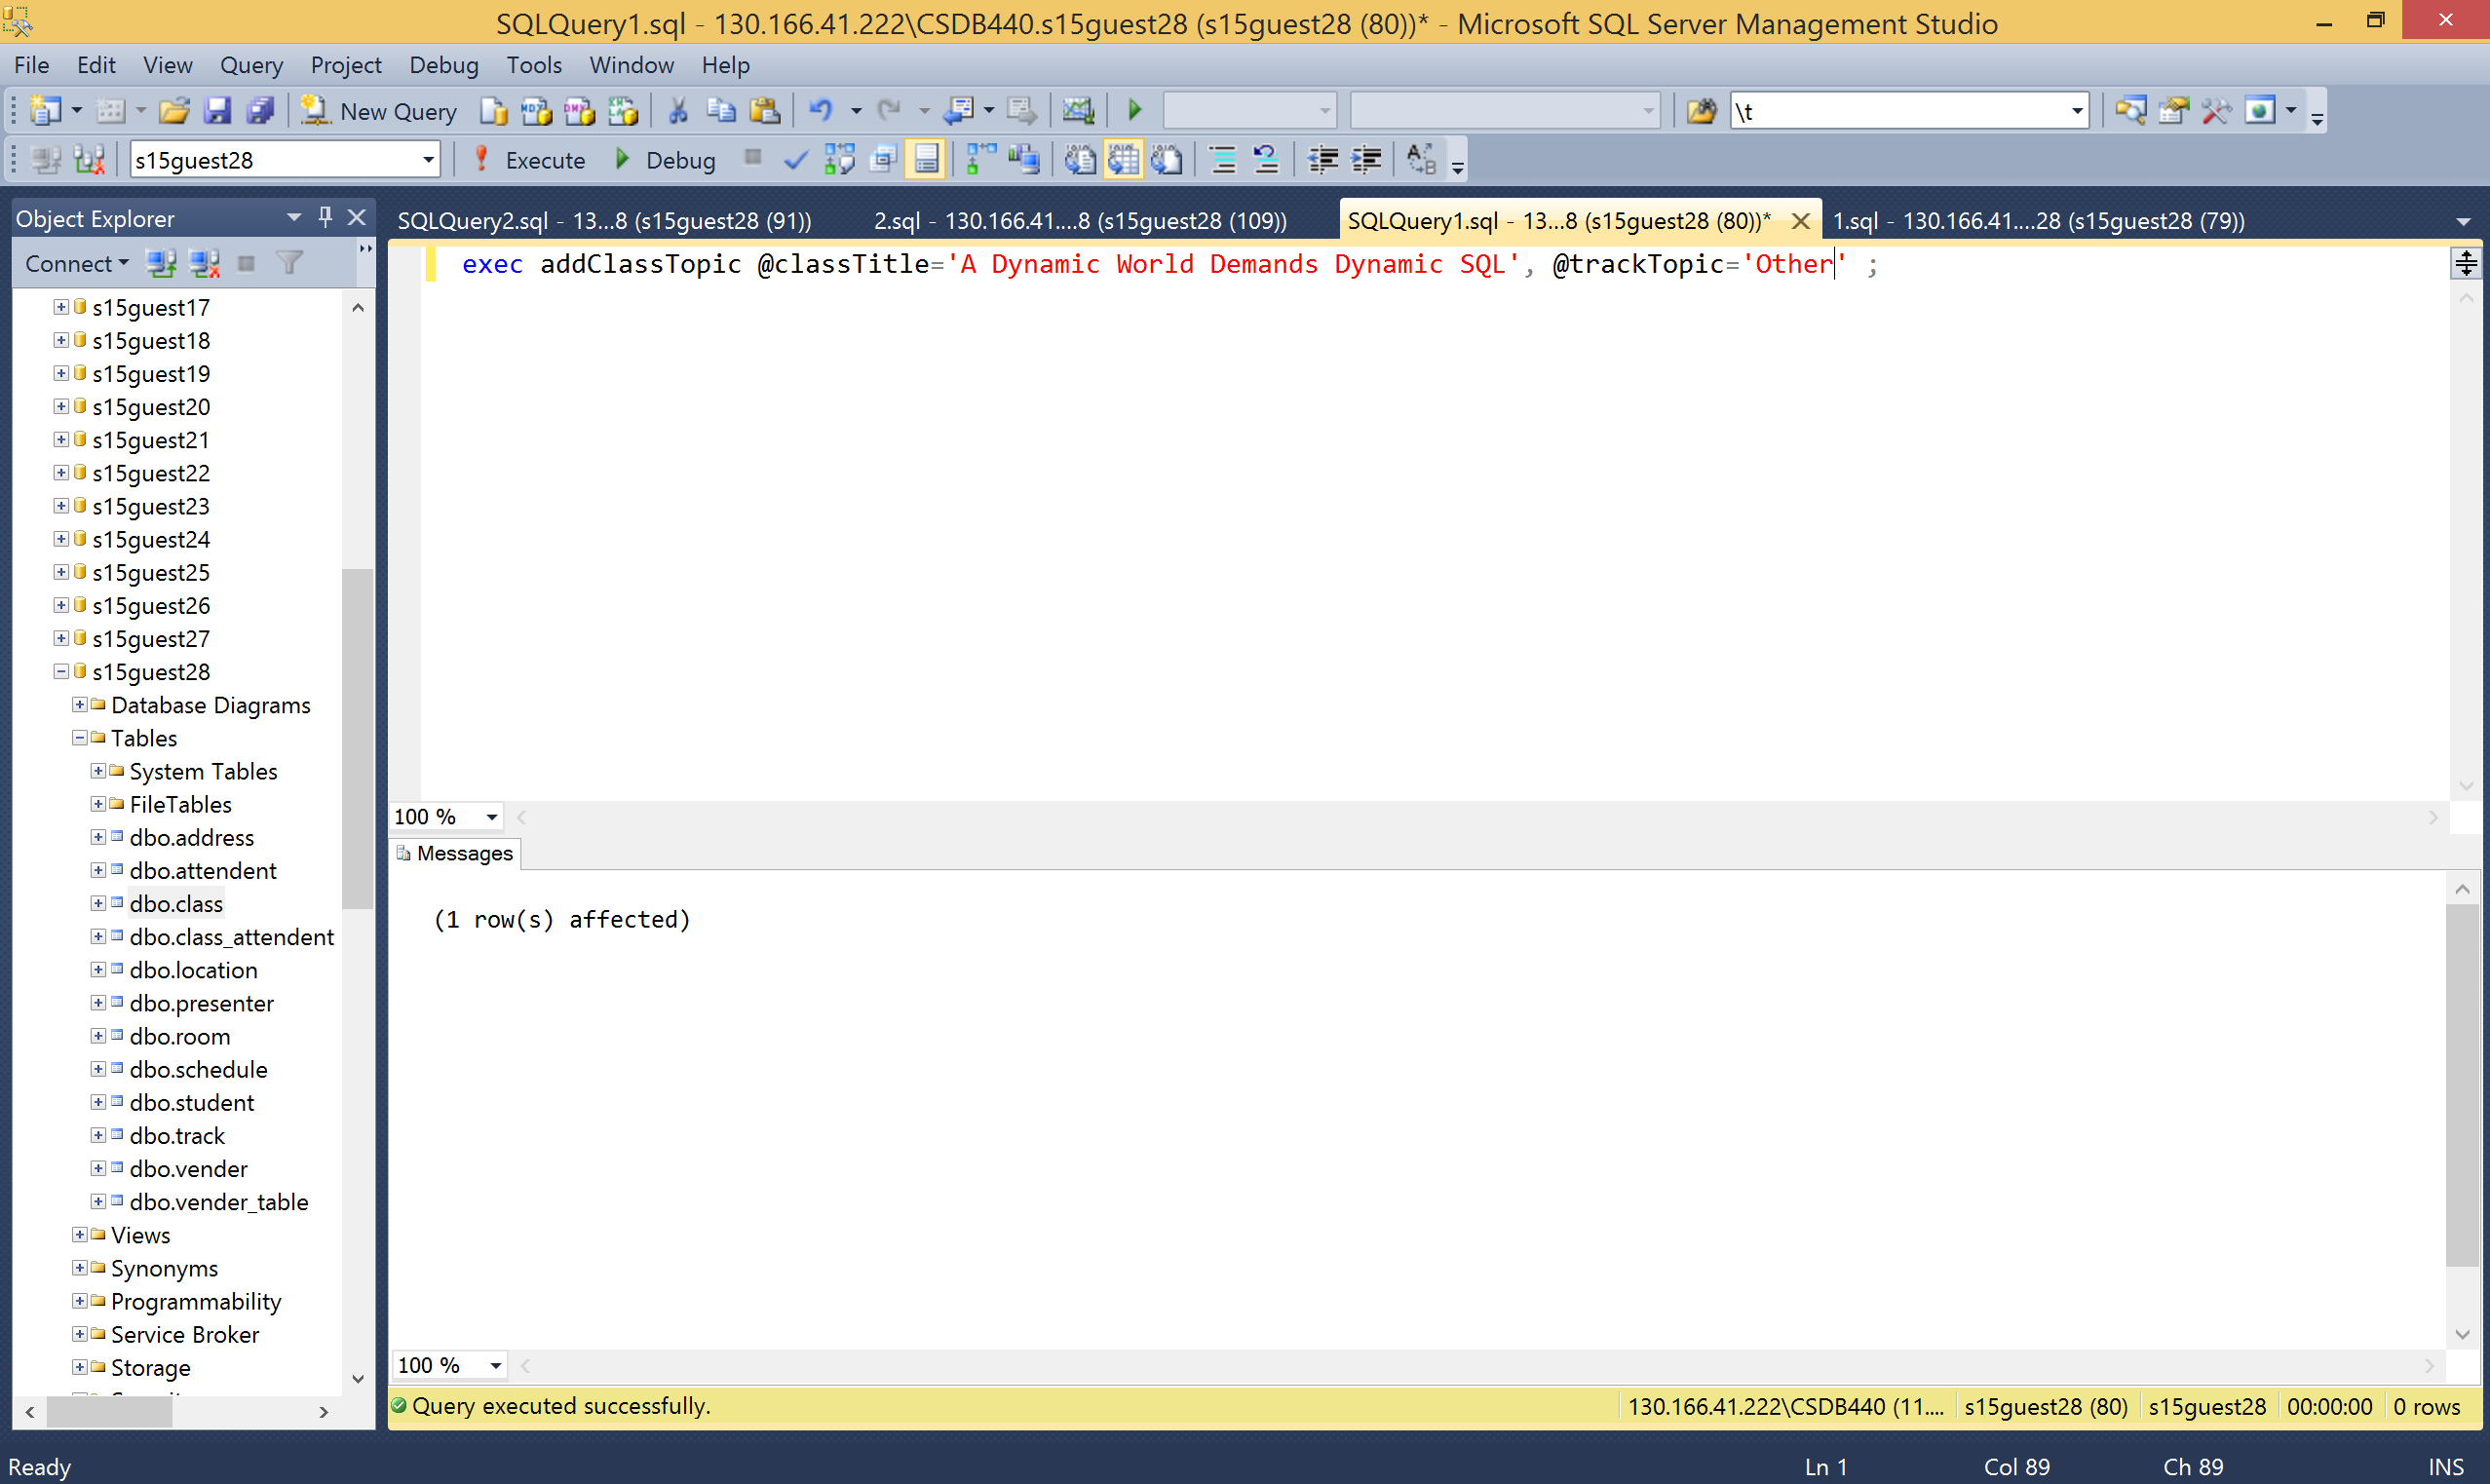 SQLQuery1.sql - 130.166.41.222\CSDB440.s15guest28 (s15guest28 (80))* - Microsoft SQL Server Management Studio
File Edit View Query Project Debug Tools Window Help
New Query \t
s15guest28 Execute Debug
Object Explorer
SQLQuery2.sql - 13...8 (s15guest28 (91)) 2.sql - 130.166.41....8 (s15guest28 (109)) SQLQuery1.sql - 13...8 (s15guest28 (80))* 1.sql - 130.166.41....28 (s15guest28 (79))
Connect
exec addClassTopic @classTitle='A Dynamic World Demands Dynamic SQL', @trackTopic='Other' ;
s15guest17
s15guest18
s15guest19
s15guest20
s15guest21
s15guest22
s15guest23
s15guest24
s15guest25
s15guest26
s15guest27
s15guest28
Database Diagrams
Tables
System Tables
FileTables
dbo.address
dbo.attendent
dbo.class
dbo.class_attendent
dbo.location
dbo.presenter
dbo.room
dbo.schedule
dbo.student
dbo.track
dbo.vender
dbo.vender_table
Views
Synonyms
Programmability
Service Broker
Storage
100 %
Messages
(1 row(s) affected)
100 %
Query executed successfully. 130.166.41.222\CSDB440 (11.... s15guest28 (80) s15guest28 00:00:00 0 rows
Ready Ln 1 Col 89 Ch 89 INS